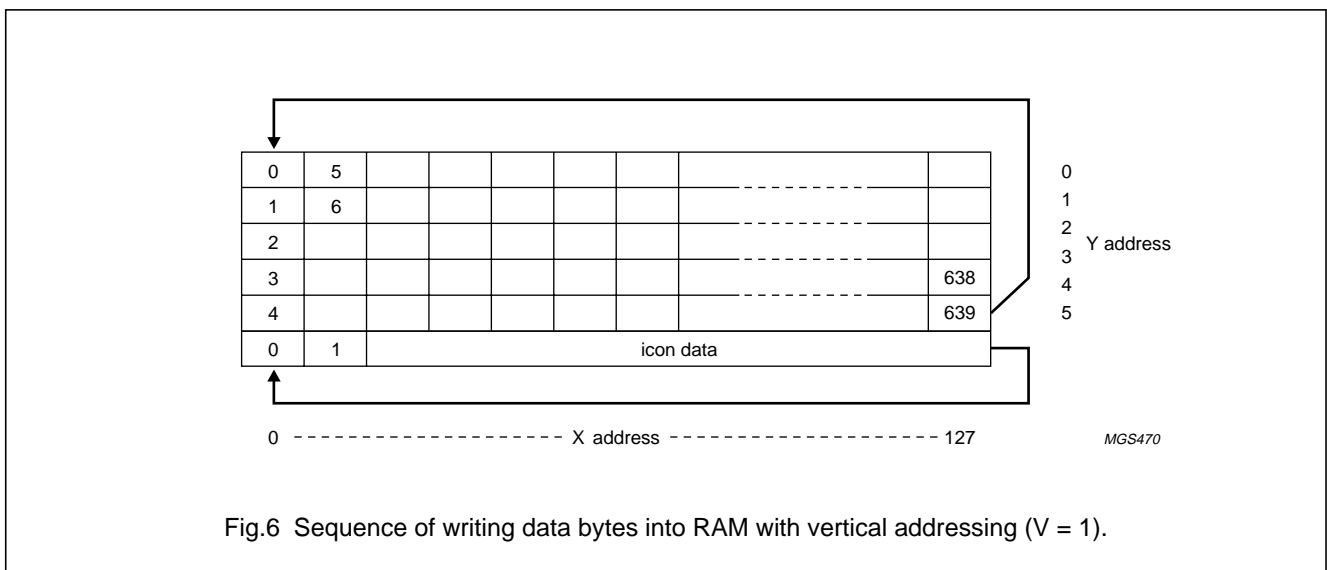 0 5 0
1 6 1
2 2 Y address
3 638 3
4 639 4
5
0 1 icon data
0 X address 127 MGS470
Fig.6 Sequence of writing data bytes into RAM with vertical addressing (V = 1).